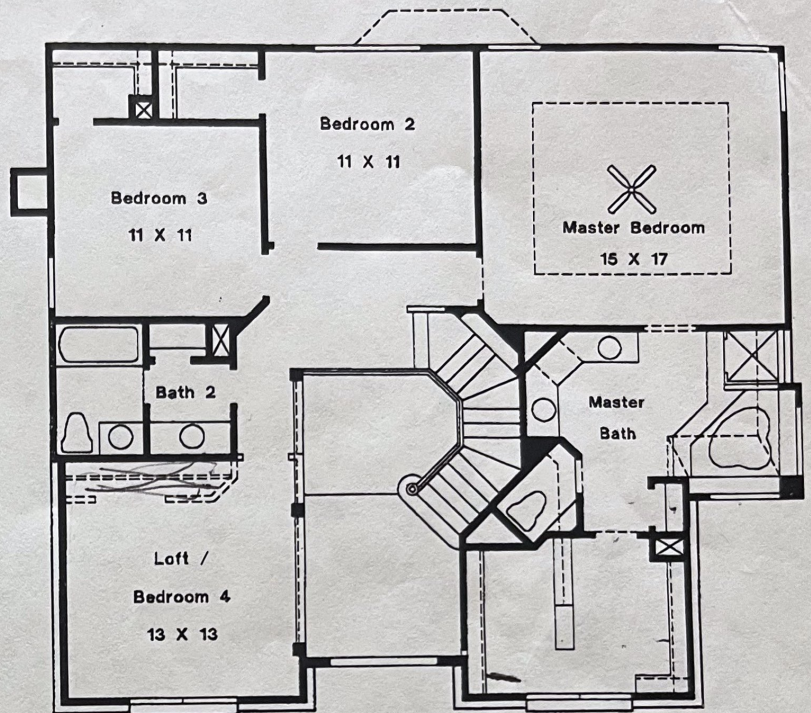 Bedroom 2
11 X 11
Bedroom 3
11 X 11
Master Bedroom
15 X 17
Bath 2
Master
Bath
Loft /
Bedroom 4
13 X 13